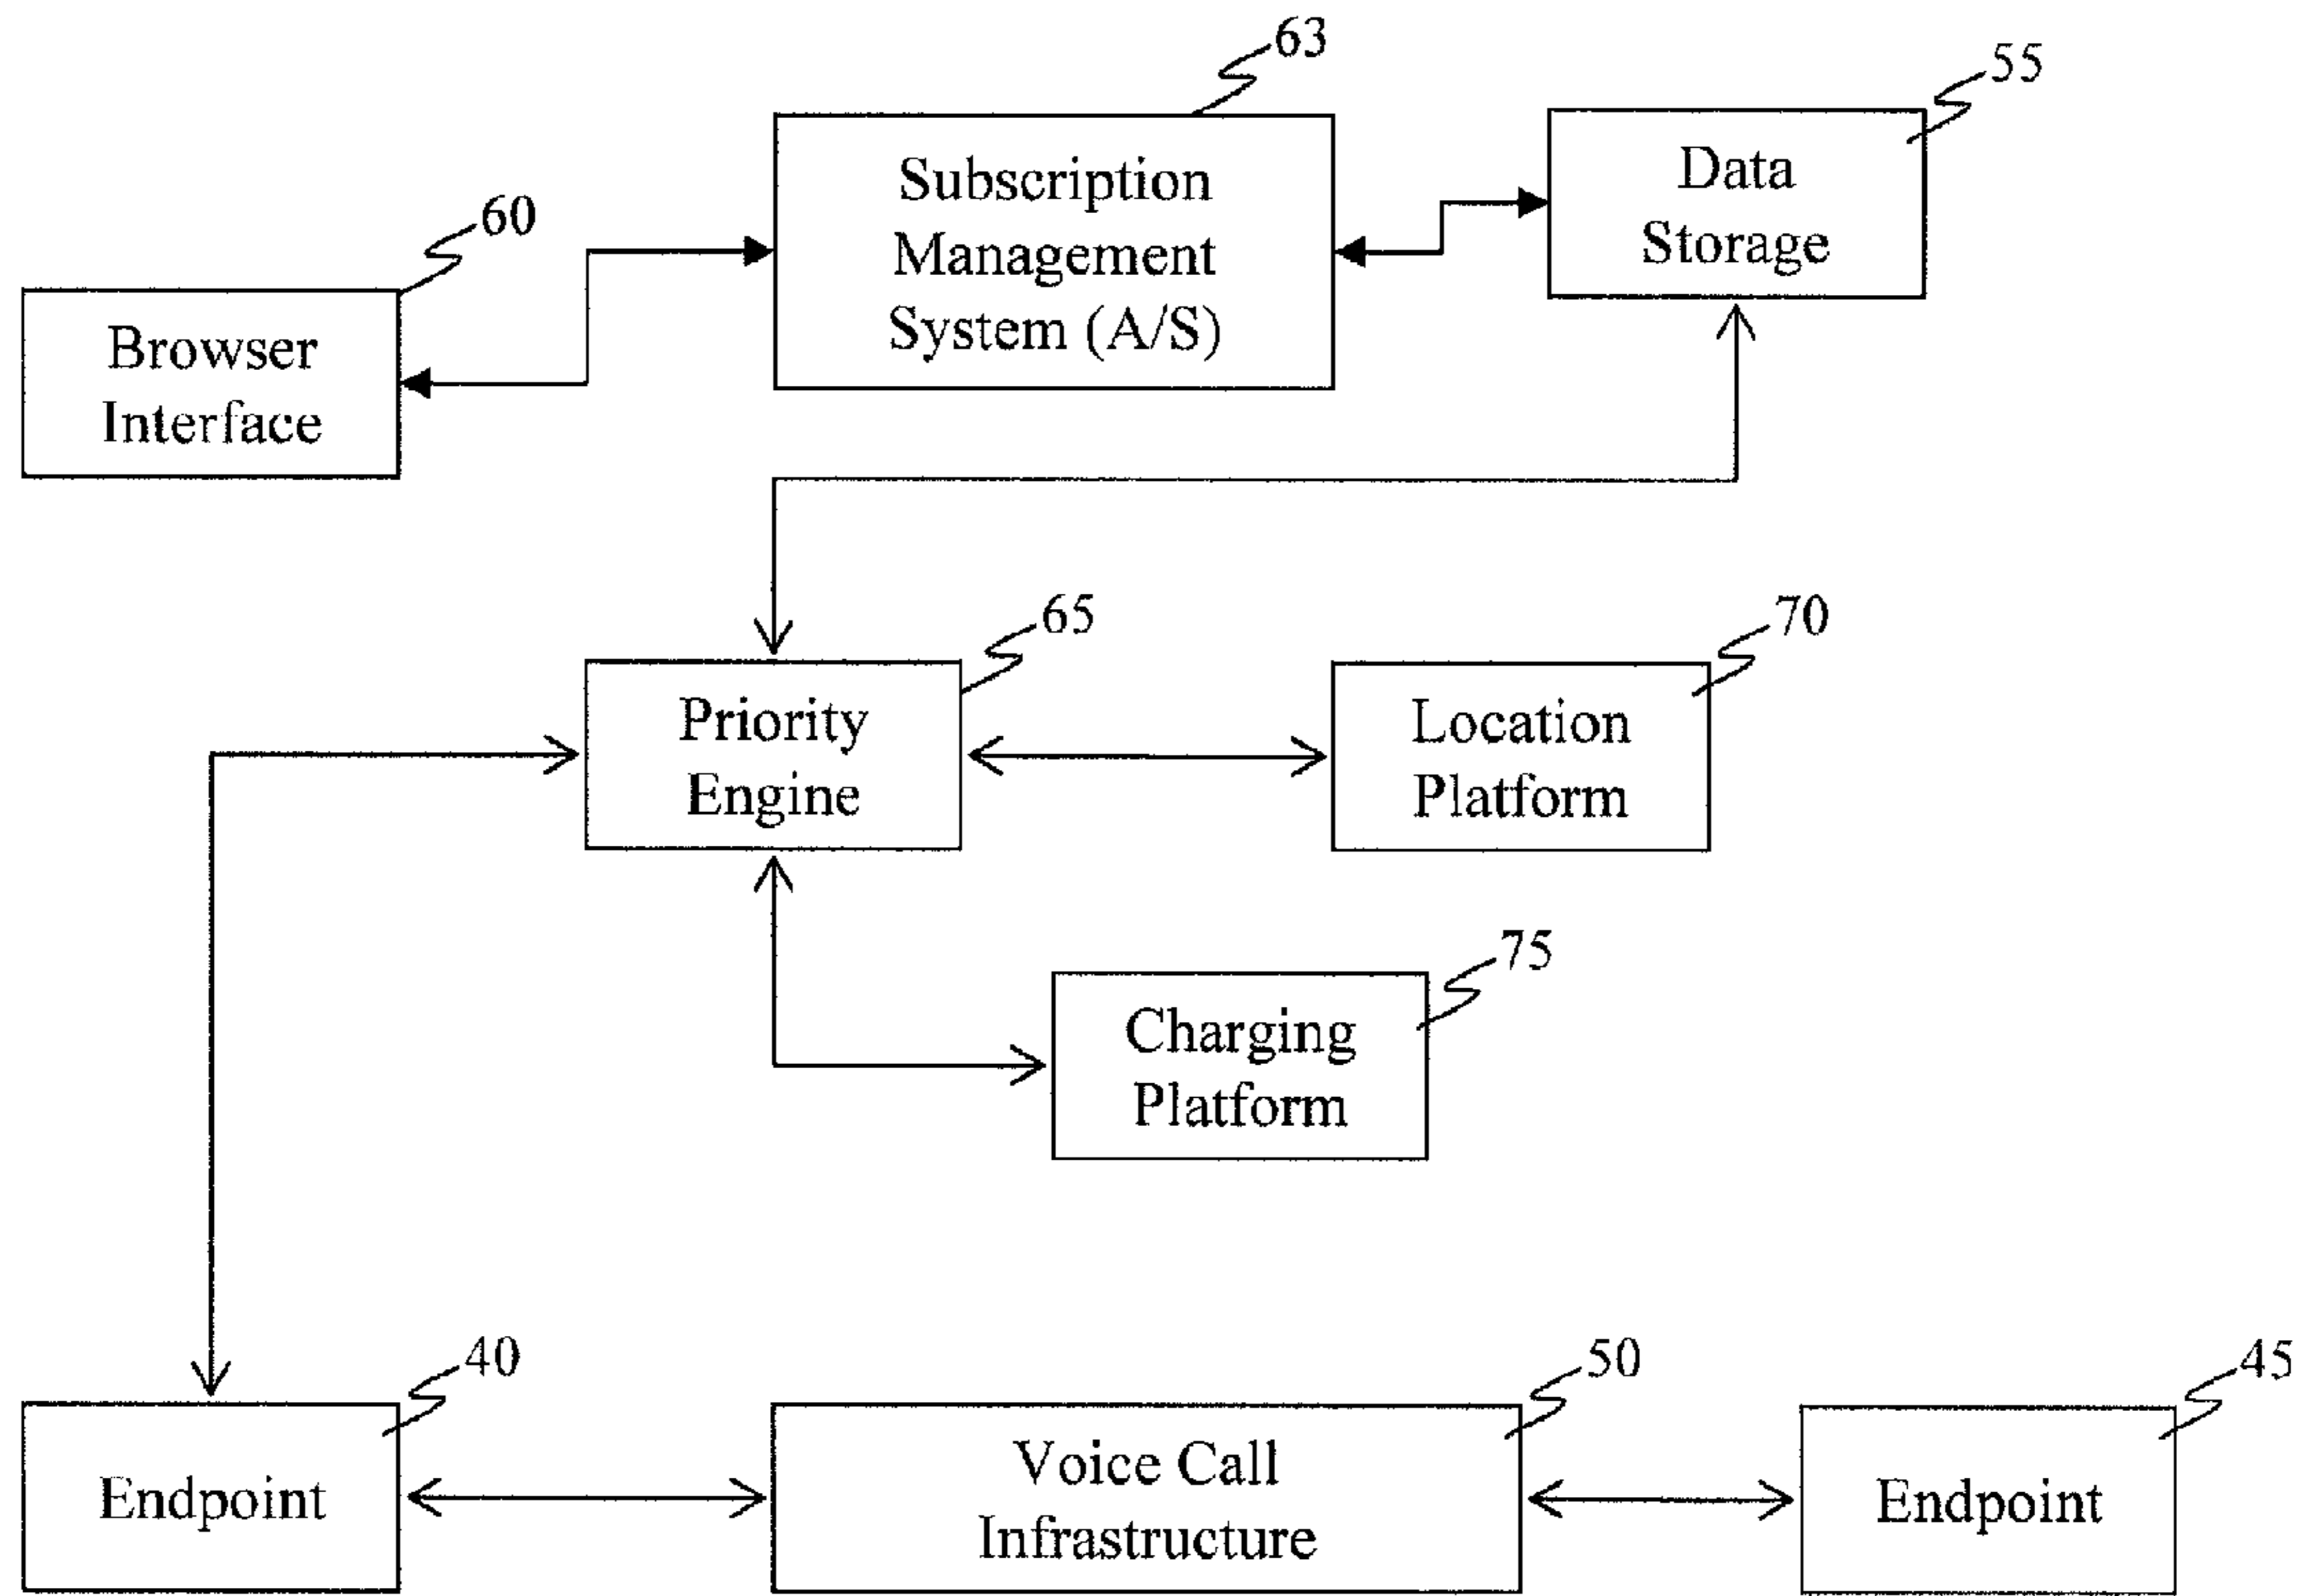 63
55
Subscription
Management
System (A/S)
Data
Storage
60
Browser
Interface
65
70
Priority
Engine
Location
Platform
75
Charging
Platform
40
50
45
Endpoint
Voice Call
Infrastructure
Endpoint